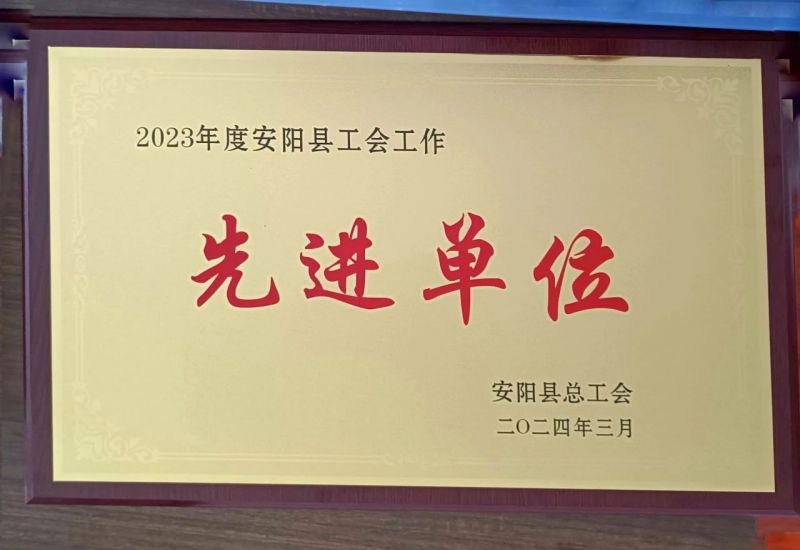 2023年度安阳县工会工作
先进单位
安阳县总工会
二〇二四年三月